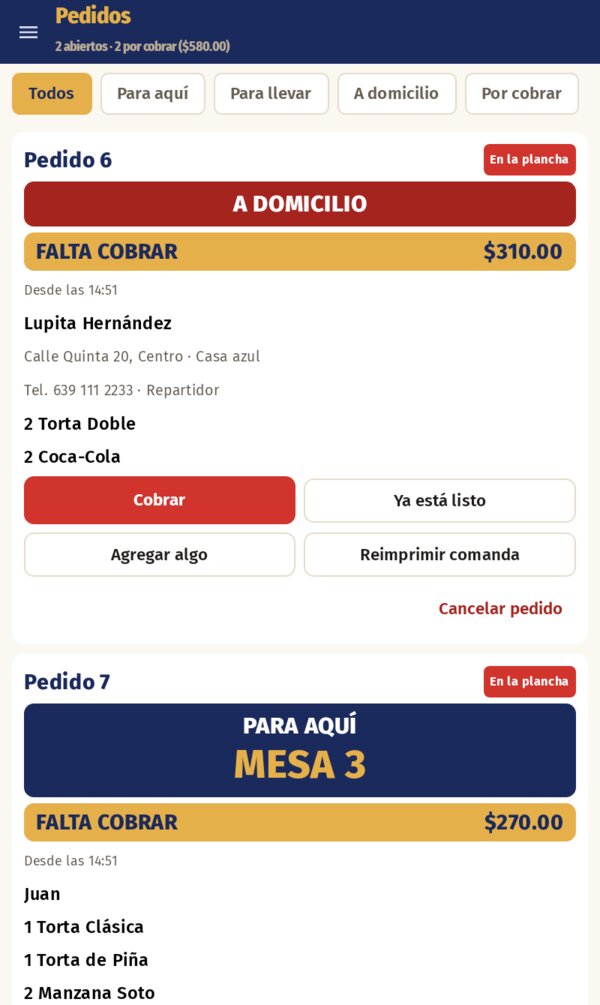 Pedidos
2 abiertos · 2 por cobrar ($580.00)
Todos
Para aquí
Para llevar
A domicilio
Por cobrar
Pedido 6
En la plancha
A DOMICILIO
FALTA COBRAR $310.00
Desde las 14:51
Lupita Hernández
Calle Quinta 20, Centro · Casa azul
Tel. 639 111 2233 · Repartidor
2 Torta Doble
2 Coca-Cola
Cobrar
Ya está listo
Agregar algo
Reimprimir comanda
Cancelar pedido
Pedido 7
En la plancha
PARA AQUÍ
MESA 3
FALTA COBRAR $270.00
Desde las 14:51
Juan
1 Torta Clásica
1 Torta de Piña
2 Manzana Soto